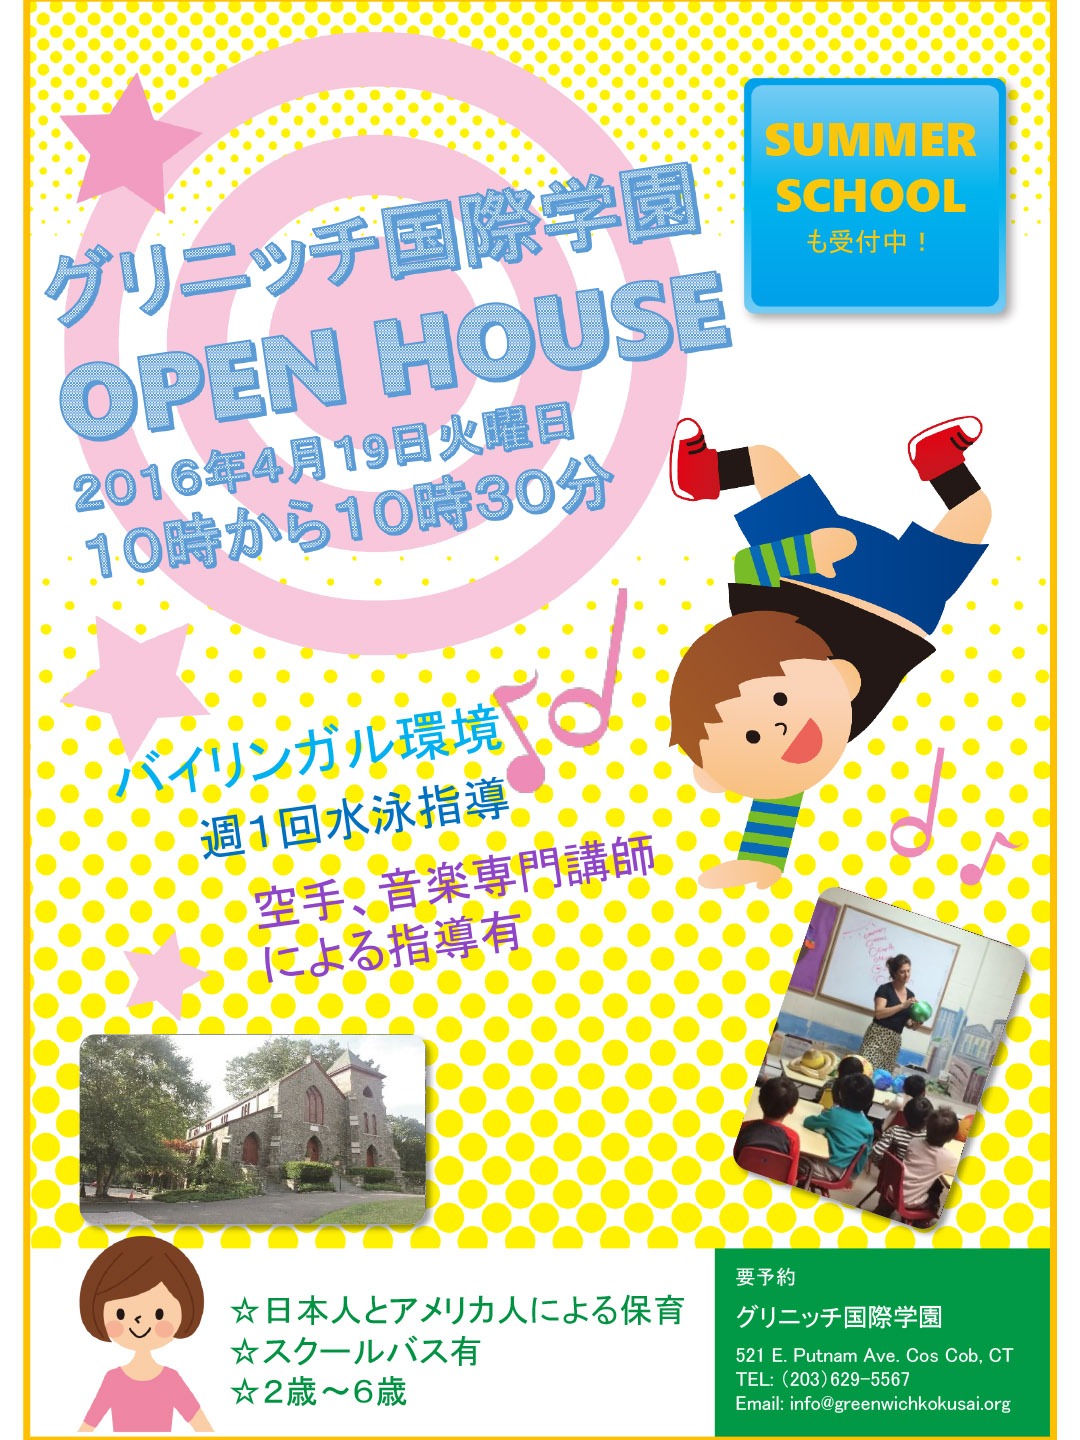 SUMMER
SCHOOL
も受付中！
グリニッチ国際学園
OPEN HOUSE
2016年4月19日火曜日
10時から10時30分
バイリンガル環境
週1回水泳指導
空手、音楽専門講師
による指導有
☆日本人とアメリカ人による保育
☆スクールバス有
☆2歳～6歳
要予約
グリニッチ国際学園
521 E. Putnam Ave. Cos Cob, CT
TEL: (203)629-5567
Email: info@greenwichkokusai.org